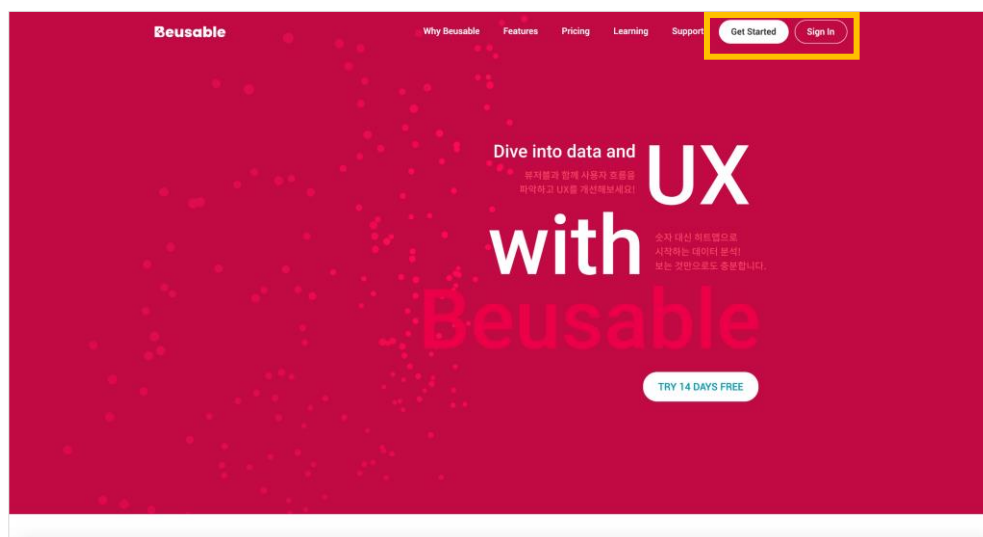 Beusable
Why Beusable Features Pricing Learning Support Get Started Sign In
Dive into data and
UX
뷰저블과 함께 사용자 흐름을
파악하고 UX를 개선해보세요!
with
숫자 대신 히트맵으로
시작하는 데이터 분석!
보는 것만으로도 충분합니다.
Beusable
TRY 14 DAYS FREE